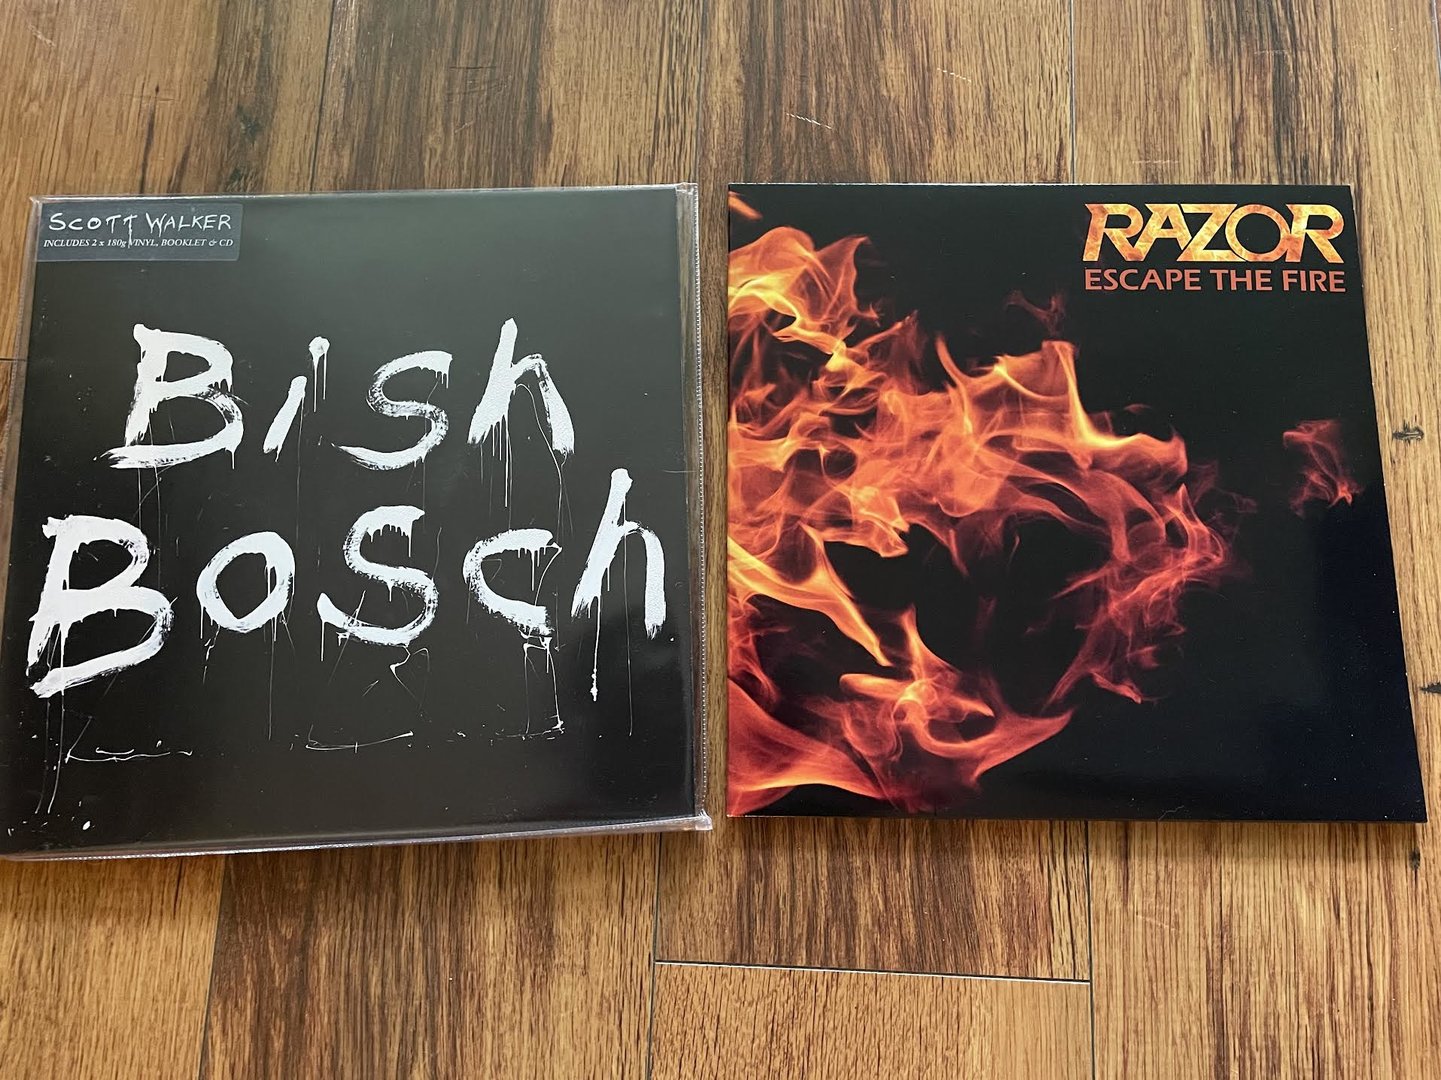 SCOTT WALKER
INCLUDES 2 x 180g VINYL, BOOKLET & CD
Bish
Bosch
RAZOR
ESCAPE THE FIRE